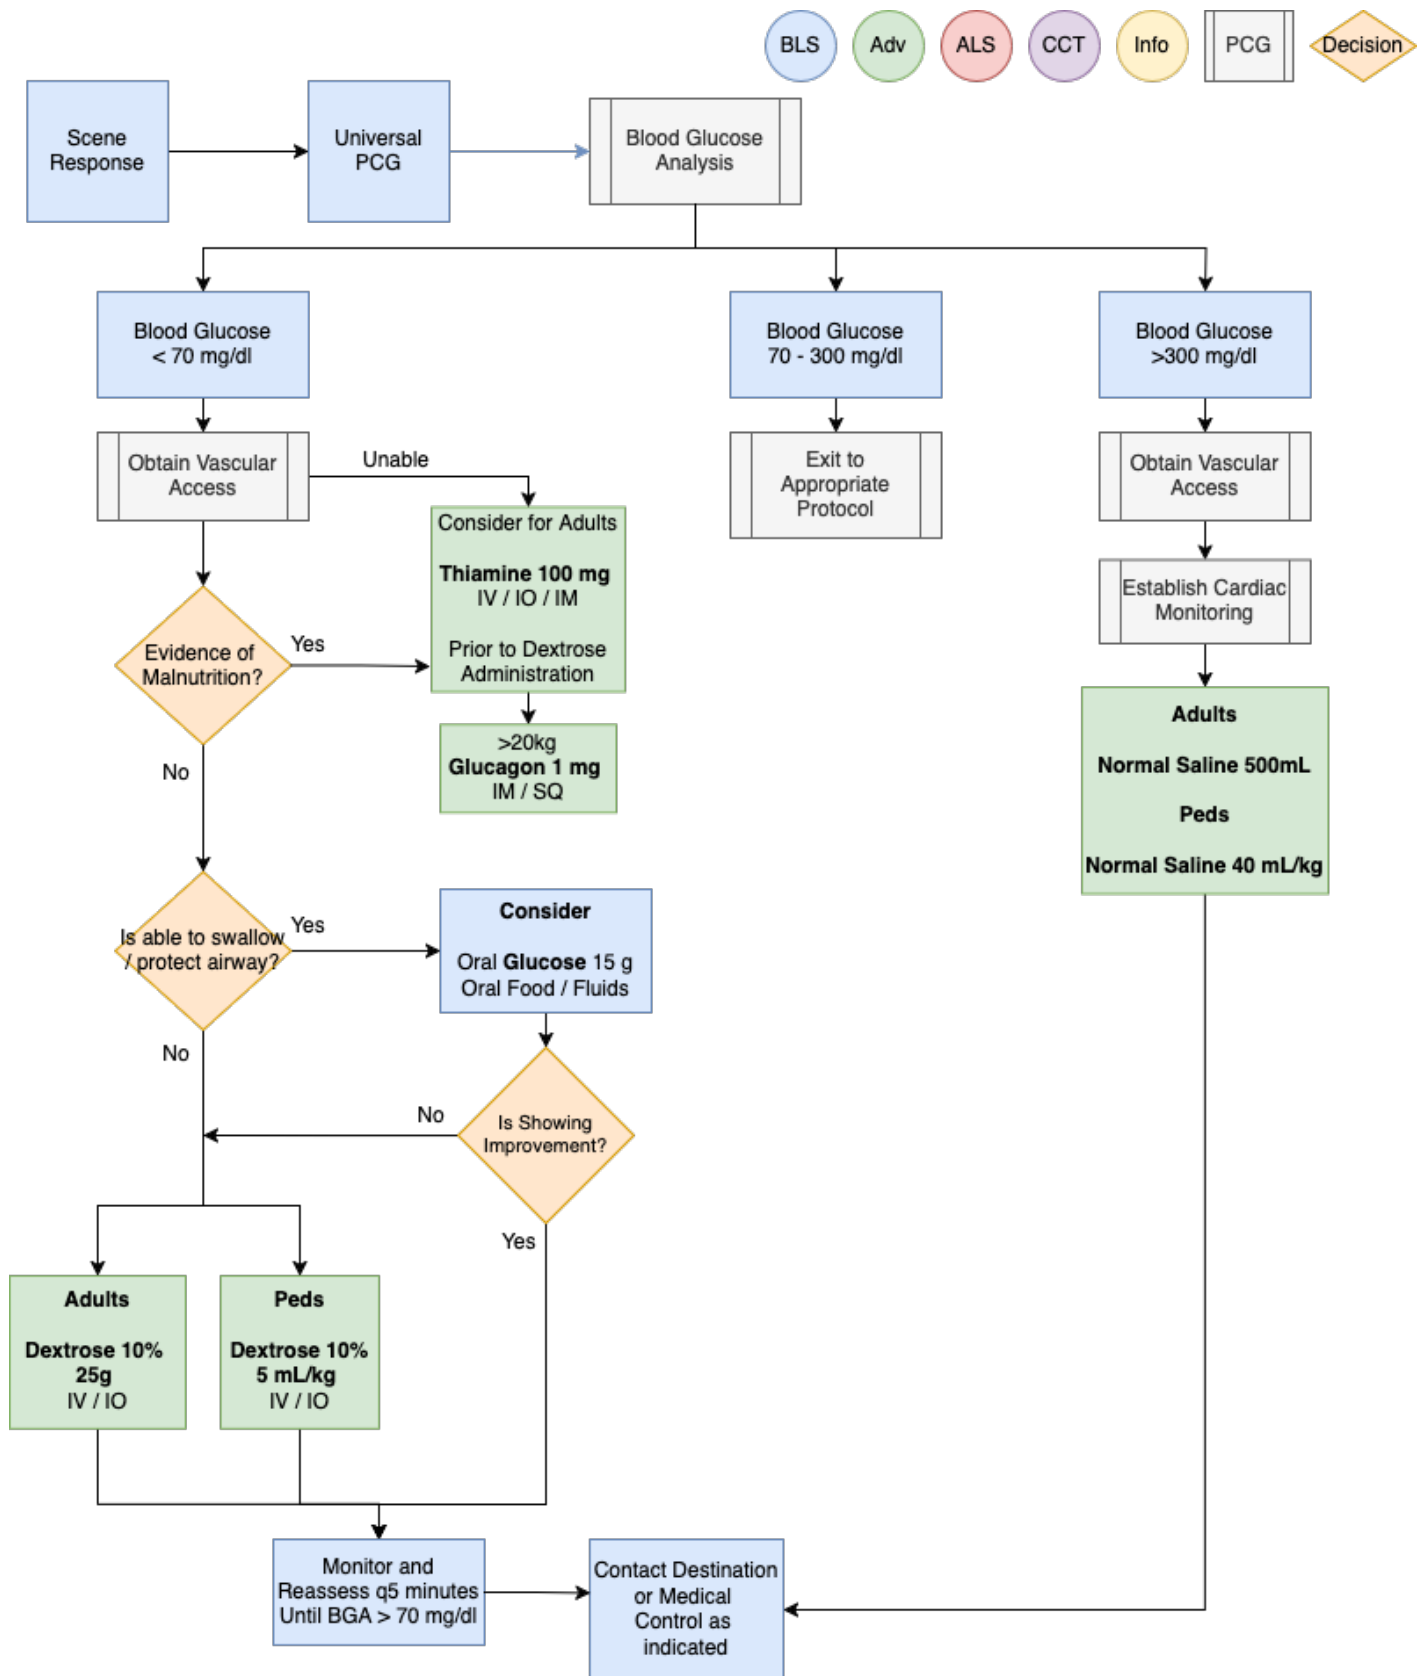 BLS
Adv
ALS
CCT
Info
PCG
Decision
Scene
Response
Universal
PCG
Blood Glucose
Analysis
Blood Glucose
< 70 mg/dl
Blood Glucose
70 - 300 mg/dl
Blood Glucose
>300 mg/dl
Obtain Vascular
Access
Unable
Exit to
Appropriate
Protocol
Obtain Vascular
Access
Consider for Adults
Thiamine 100 mg
IV / IO / IM
Prior to Dextrose
Administration
Establish Cardiac
Monitoring
Evidence of
Malnutrition?
Yes
No
>20kg
Glucagon 1 mg
IM / SQ
Adults
Normal Saline 500mL
Peds
Normal Saline 40 mL/kg
Is able to swallow
/ protect airway?
Yes
No
Consider
Oral Glucose 15 g
Oral Food / Fluids
Is Showing
Improvement?
No
Yes
Adults
Dextrose 10%
25g
IV / IO
Peds
Dextrose 10%
5 mL/kg
IV / IO
Monitor and
Reassess q5 minutes
Until BGA > 70 mg/dl
Contact Destination
or Medical
Control as
indicated